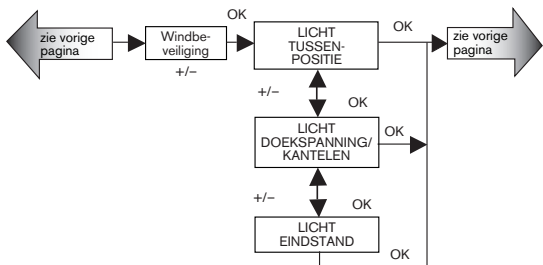 zie vorige
pagina
Windbe-
veiliging
+/–
OK
LICHT
TUSSEN-
POSITIE
OK
zie vorige
pagina
+/–
OK
LICHT
DOEKSPANNING/
KANTELEN
OK
+/–
OK
LICHT
EINDSTAND
OK